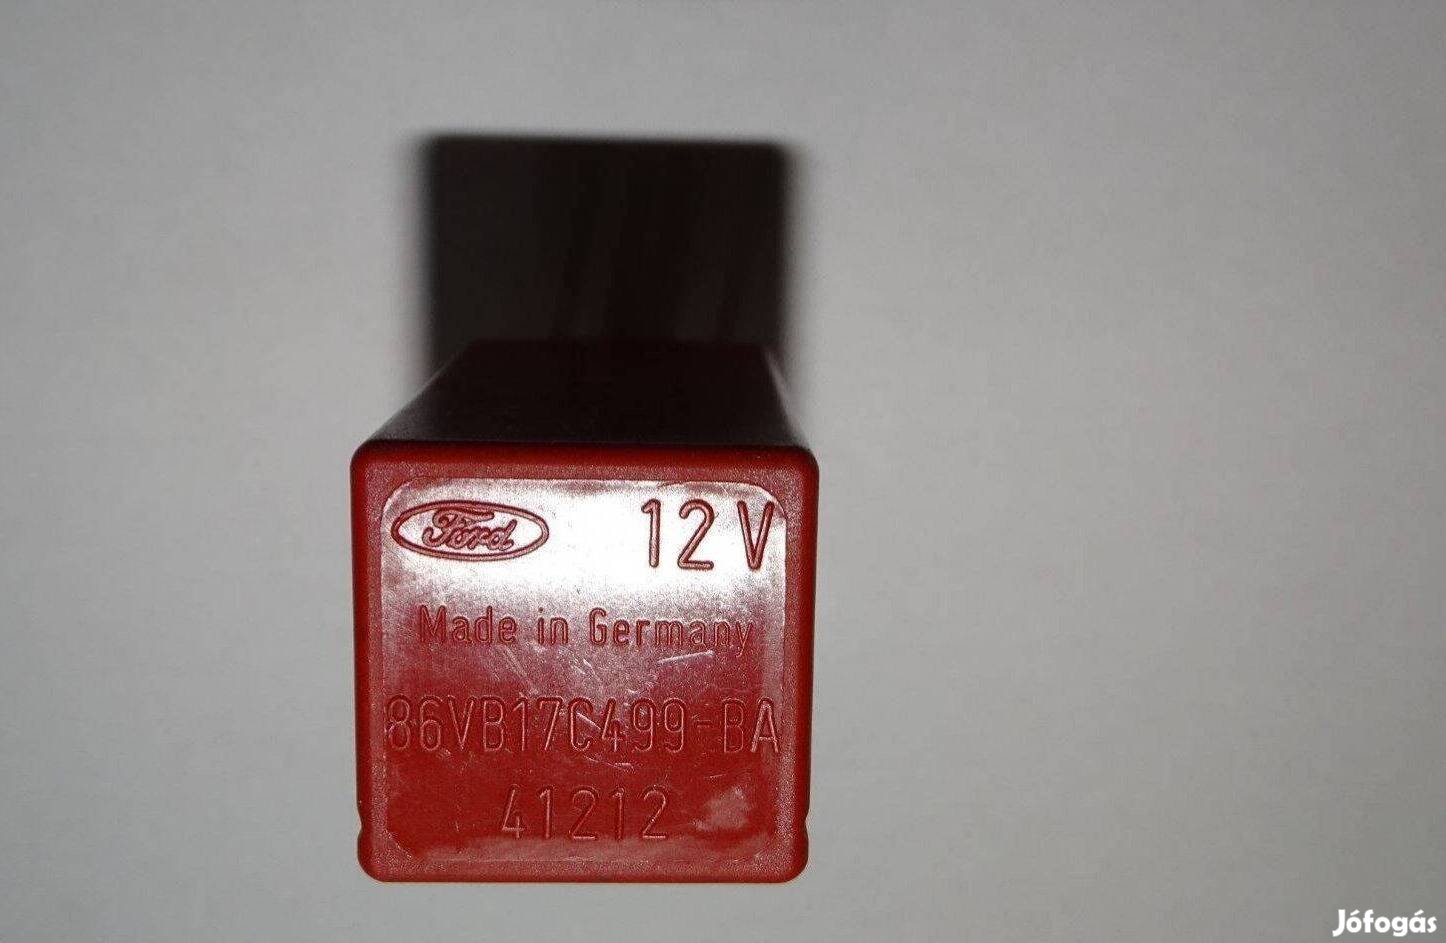 Ford 12V
Made in Germany
86VB17C499-BA
41212
Jófogás